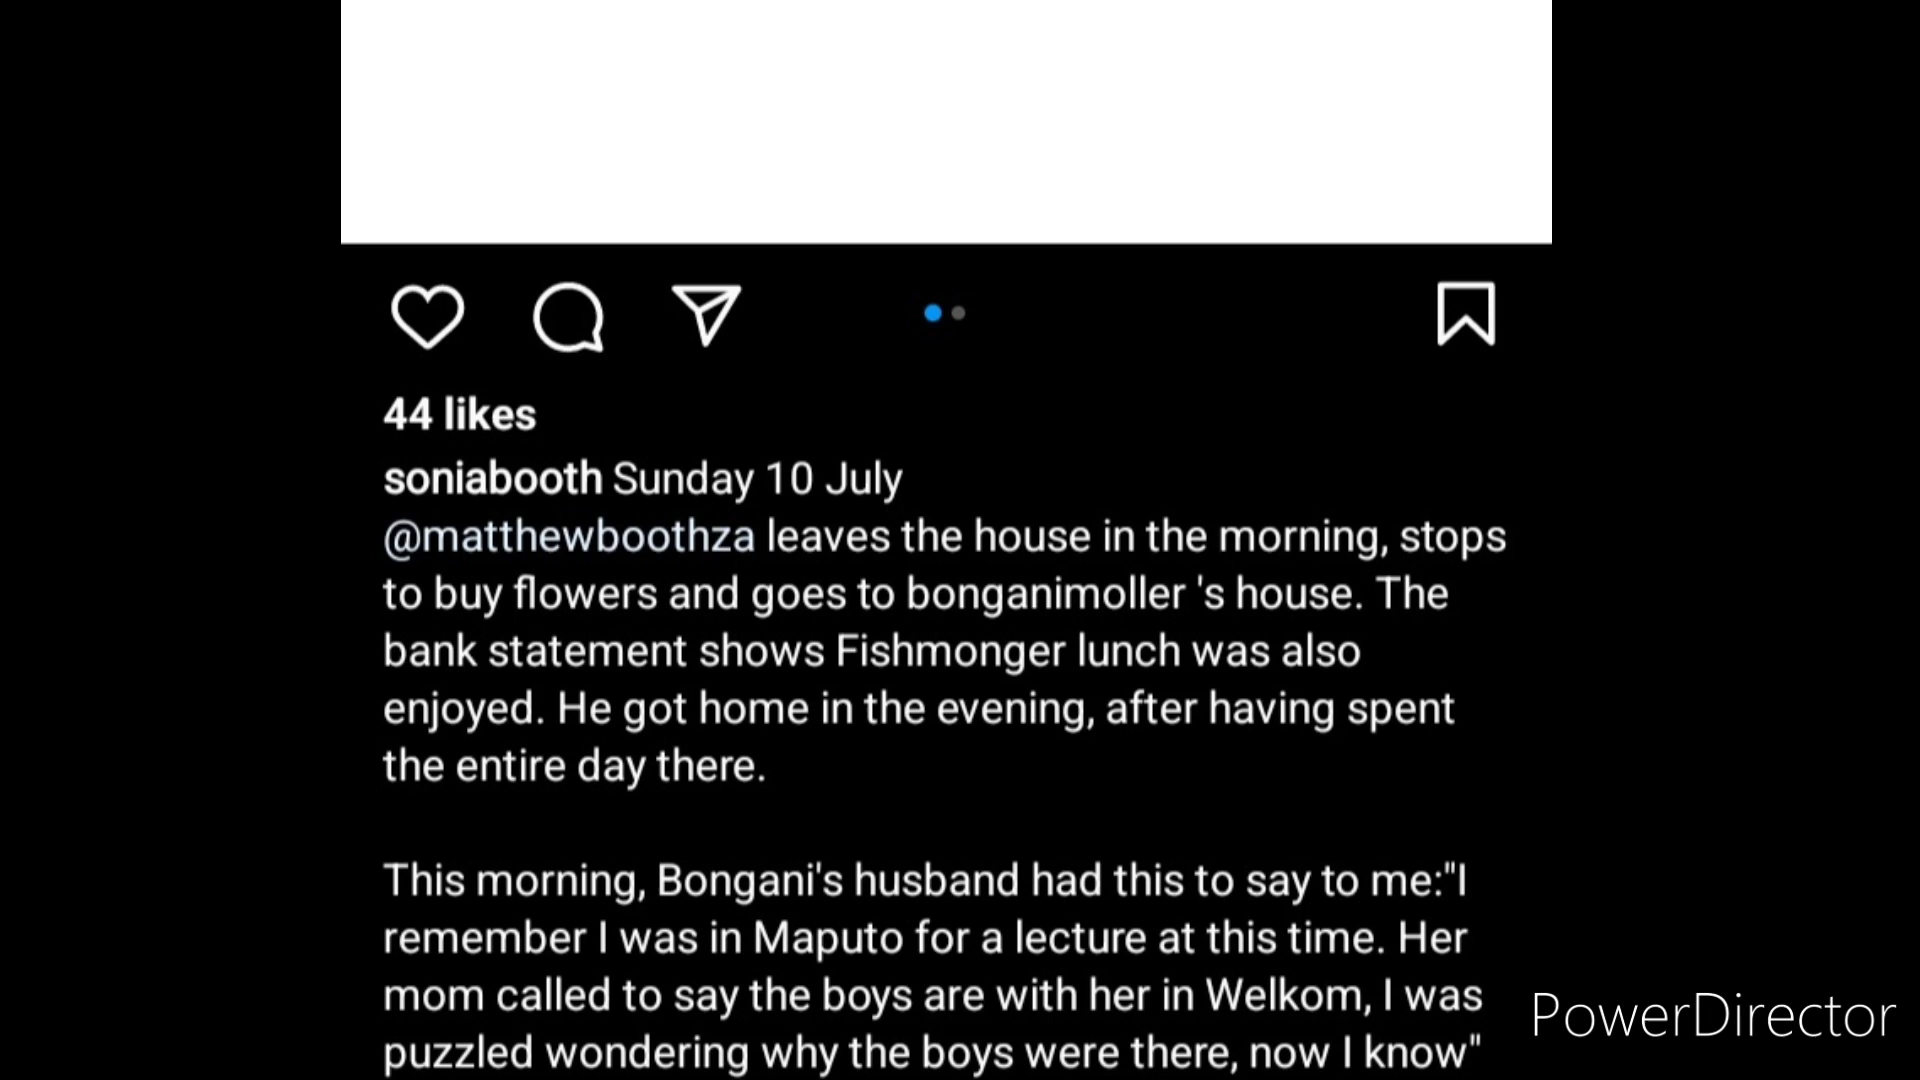 44 likes
soniabooth Sunday 10 July
@matthewboothza leaves the house in the morning, stops
to buy flowers and goes to bonganimoller 's house. The
bank statement shows Fishmonger lunch was also
enjoyed. He got home in the evening, after having spent
the entire day there.
This morning, Bongani's husband had this to say to me:"I
remember I was in Maputo for a lecture at this time. Her
mom called to say the boys are with her in Welkom, I was
puzzled wondering why the boys were there, now I know"
PowerDirector